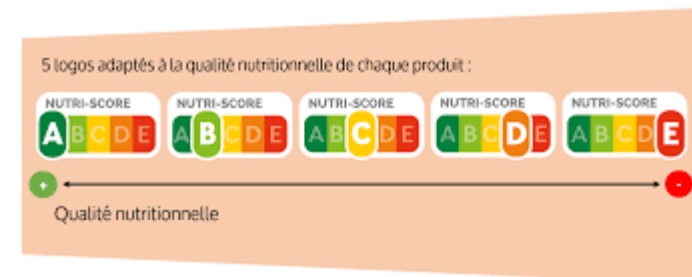 5 logos adaptés à la qualité nutritionnelle de chaque produit :
NUTRI-SCORE NUTRI-SCORE NUTRI-SCORE NUTRI-SCORE NUTRI-SCORE
A B C D E A B C D E A B C D E A B C D E A B C D E
+ -
Qualité nutritionnelle